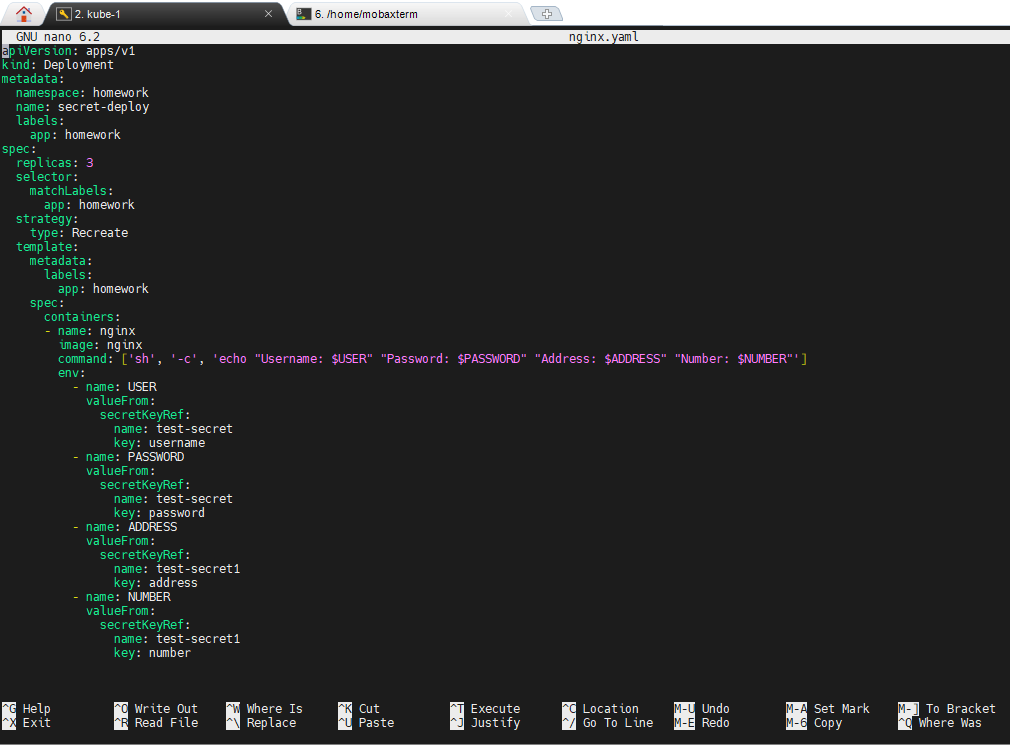 2. kube-1
6. /home/mobaxterm
GNU nano 6.2 nginx.yaml
apiVersion: apps/v1
kind: Deployment
metadata:
  namespace: homework
  name: secret-deploy
  labels:
    app: homework
spec:
  replicas: 3
  selector:
    matchLabels:
      app: homework
  strategy:
    type: Recreate
  template:
    metadata:
      labels:
        app: homework
    spec:
      containers:
      - name: nginx
        image: nginx
        command: ['sh', '-c', 'echo "Username: $USER" "Password: $PASSWORD" "Address: $ADDRESS" "Number: $NUMBER"']
        env:
          - name: USER
            valueFrom:
              secretKeyRef:
                name: test-secret
                key: username
          - name: PASSWORD
            valueFrom:
              secretKeyRef:
                name: test-secret
                key: password
          - name: ADDRESS
            valueFrom:
              secretKeyRef:
                name: test-secret1
                key: address
          - name: NUMBER
            valueFrom:
              secretKeyRef:
                name: test-secret1
                key: number
^G Help ^O Write Out ^W Where Is ^K Cut ^T Execute ^C Location M-U Undo M-A Set Mark M-] To Bracket
^X Exit ^R Read File ^\ Replace ^U Paste ^J Justify ^/ Go To Line M-E Redo M-6 Copy ^Q Where Was